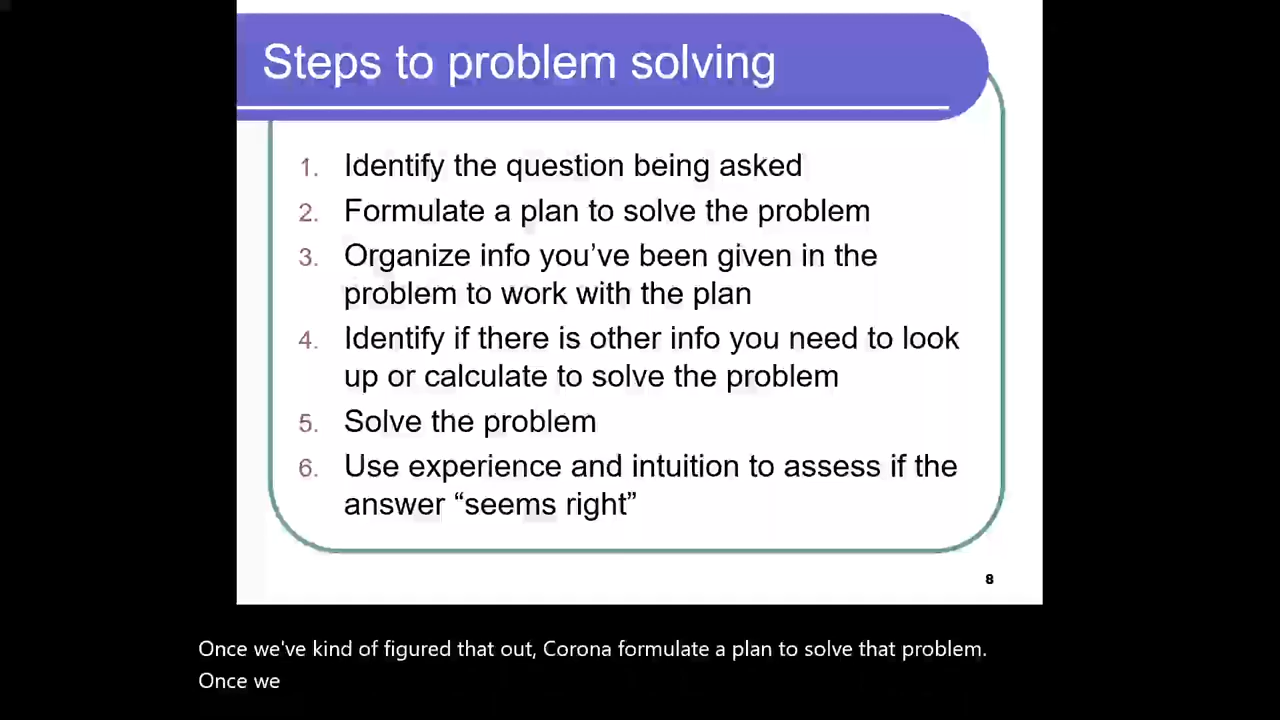 Steps to problem solving
1. Identify the question being asked
2. Formulate a plan to solve the problem
3. Organize info you’ve been given in the
problem to work with the plan
4. Identify if there is other info you need to look
up or calculate to solve the problem
5. Solve the problem
6. Use experience and intuition to assess if the
answer “seems right”
8
Once we've kind of figured that out, Corona formulate a plan to solve that problem.
Once we